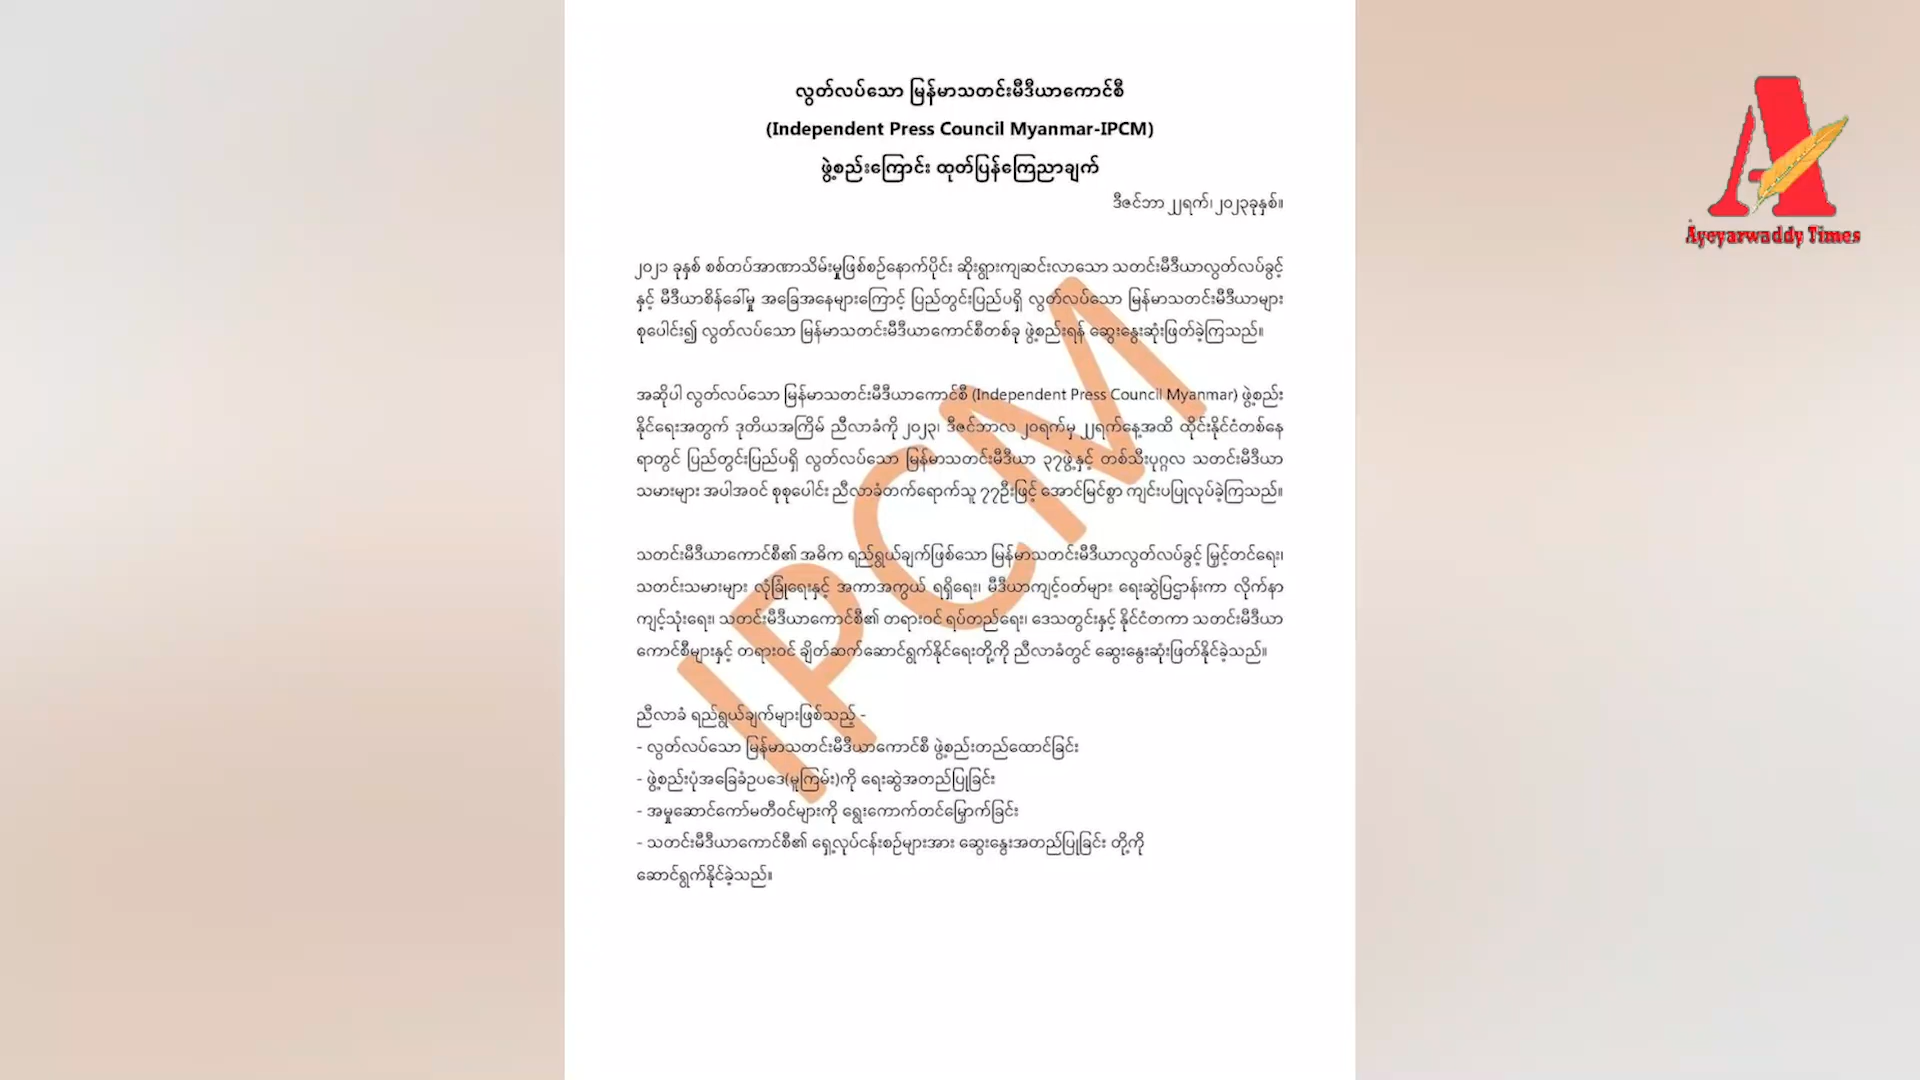 လွတ်လပ်သော မြန်မာသတင်းမီဒီယာကောင်စီ
(Independent Press Council Myanmar-IPCM)
ဖွဲ့စည်းကြောင်း ထုတ်ပြန်ကြေညာချက်
ဒီဇင်ဘာ ၂၂ရက်၊ ၂၀၂၃ခုနှစ်။
၂၀၂၁ ခုနှစ် စစ်တပ်အာဏာသိမ်းမှုဖြစ်စဉ်နောက်ပိုင်း ဆိုးရွားကျဆင်းလာသော သတင်းမီဒီယာလွတ်လပ်ခွင့်
နှင့် မီဒီယာစိန်ခေါ်မှု အခြေအနေများကြောင့် ပြည်တွင်းပြည်ပရှိ လွတ်လပ်သော မြန်မာသတင်းမီဒီယာများ
စုပေါင်း၍ လွတ်လပ်သော မြန်မာသတင်းမီဒီယာကောင်စီတစ်ခု ဖွဲ့စည်းရန် ဆွေးနွေးဆုံးဖြတ်ခဲ့ကြသည်။
အဆိုပါ လွတ်လပ်သော မြန်မာသတင်းမီဒီယာကောင်စီ (Independent Press Council Myanmar) ဖွဲ့စည်း
နိုင်ရေးအတွက် ဒုတိယအကြိမ် ညီလာခံကို ၂၀၂၃၊ ဒီဇင်ဘာလ ၂၀ရက်မှ ၂၂ရက်နေ့အထိ ထိုင်းနိုင်ငံတစ်နေ
ရာတွင် ပြည်တွင်းပြည်ပရှိ လွတ်လပ်သော မြန်မာသတင်းမီဒီယာ ၃၇ဖွဲ့နှင့် တစ်သီးပုဂ္ဂလ သတင်းမီဒီယာ
သမားများ အပါအဝင် စုစုပေါင်း ညီလာခံတက်ရောက်သူ ၇၇ဦးဖြင့် အောင်မြင်စွာ ကျင်းပပြုလုပ်ခဲ့ကြသည်။
သတင်းမီဒီယာကောင်စီ၏ အဓိက ရည်ရွယ်ချက်ဖြစ်သော မြန်မာသတင်းမီဒီယာလွတ်လပ်ခွင့် မြှင့်တင်ရေး၊
သတင်းသမားများ လုံခြုံရေးနှင့် အကာအကွယ် ရရှိရေး၊ မီဒီယာကျင့်ဝတ်များ ရေးဆွဲပြဌာန်းကာ လိုက်နာ
ကျင့်သုံးရေး၊ သတင်းမီဒီယာကောင်စီ၏ တရားဝင် ရပ်တည်ရေး၊ ဒေသတွင်းနှင့် နိုင်ငံတကာ သတင်းမီဒီယာ
ကောင်စီများနှင့် တရားဝင် ချိတ်ဆက်ဆောင်ရွက်နိုင်ရေးတို့ကို ညီလာခံတွင် ဆွေးနွေးဆုံးဖြတ်နိုင်ခဲ့သည်။
ညီလာခံ ရည်ရွယ်ချက်များဖြစ်သည့် -
- လွတ်လပ်သော မြန်မာသတင်းမီဒီယာကောင်စီ ဖွဲ့စည်းတည်ထောင်ခြင်း
- ဖွဲ့စည်းပုံအခြေခံဥပဒေ(မူကြမ်း)ကို ရေးဆွဲအတည်ပြုခြင်း
- အမှုဆောင်ကော်မတီဝင်များကို ရွေးကောက်တင်မြှောက်ခြင်း
- သတင်းမီဒီယာကောင်စီ၏ ရှေ့လုပ်ငန်းစဉ်များအား ဆွေးနွေးအတည်ပြုခြင်း တို့ကို
ဆောင်ရွက်နိုင်ခဲ့သည်။
IPCM
Ayeyarwaddy Times